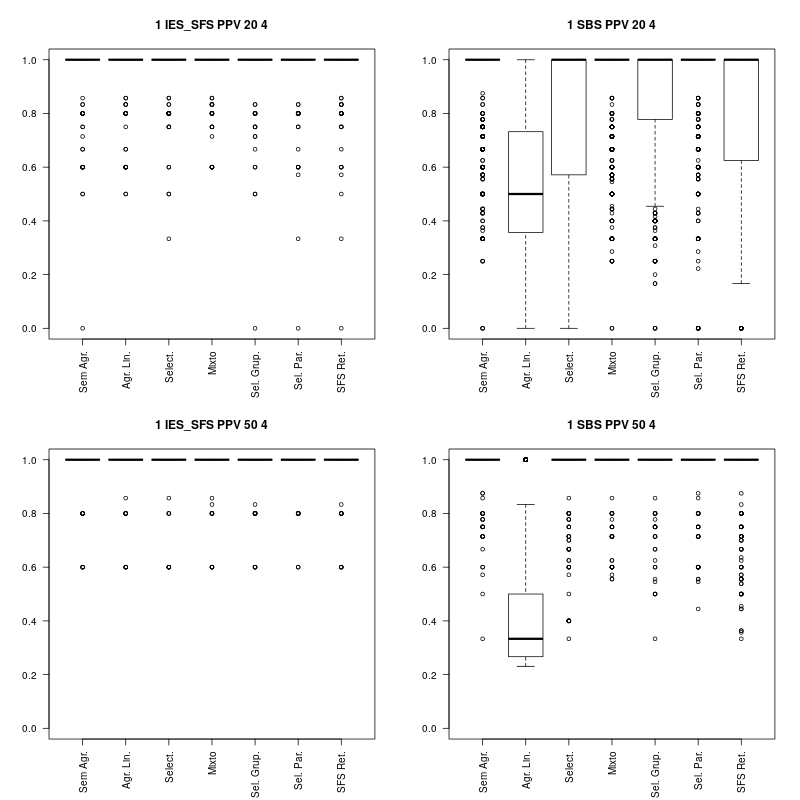 1 IES_SFS PPV 20 4
1.0
0.8
0.6
0.4
0.2
0.0
Sem Agr.
Agr. Lin.
Select.
Mixto
Sel. Grup.
Sel. Par.
SFS Ret.
1 SBS PPV 20 4
1.0
0.8
0.6
0.4
0.2
0.0
Sem Agr.
Agr. Lin.
Select.
Mixto
Sel. Grup.
Sel. Par.
SFS Ret.
1 IES_SFS PPV 50 4
1.0
0.8
0.6
0.4
0.2
0.0
Sem Agr.
Agr. Lin.
Select.
Mixto
Sel. Grup.
Sel. Par.
SFS Ret.
1 SBS PPV 50 4
1.0
0.8
0.6
0.4
0.2
0.0
Sem Agr.
Agr. Lin.
Select.
Mixto
Sel. Grup.
Sel. Par.
SFS Ret.